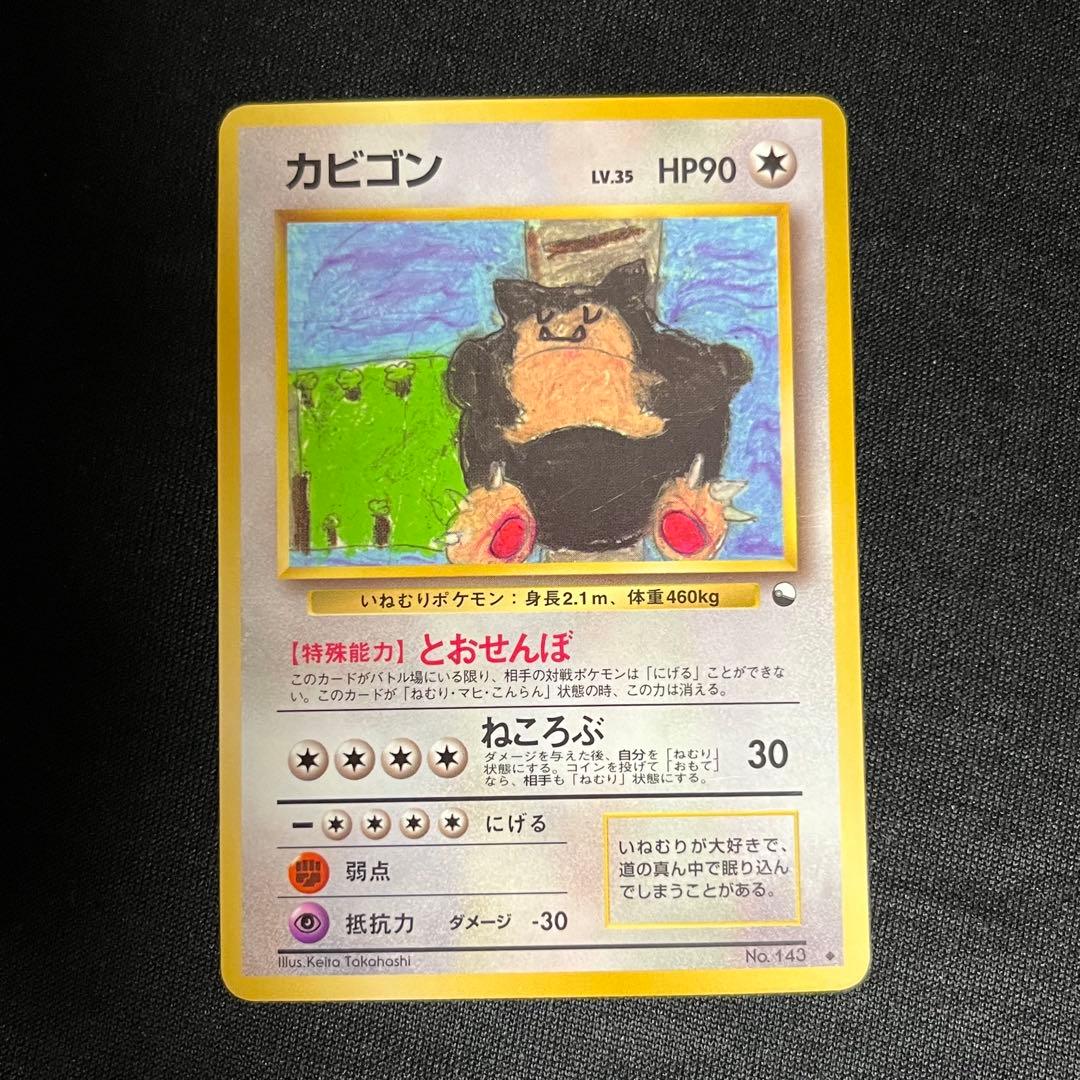 カビゴン LV.35 HP90
いねむりポケモン：身長2.1m、体重460kg
【特殊能力】とおせんぼ
このカードがバトル場にいる限り、相手の対戦ポケモンは「にげる」ことができな
い。このカードが「ねむり・マヒ・こんらん」状態の時、この力は消える。
ねころぶ
ダメージを与えた後、自分を「ねむり」
状態にする。コインを投げて「おもて」
なら、相手も「ねむり」状態にする。
30
にげる
弱点
抵抗力 ダメージ -30
いねむりが大好きで、
道の真ん中で眠り込ん
でしまうことがある。
Illus.Keita Takahashi
No. 143